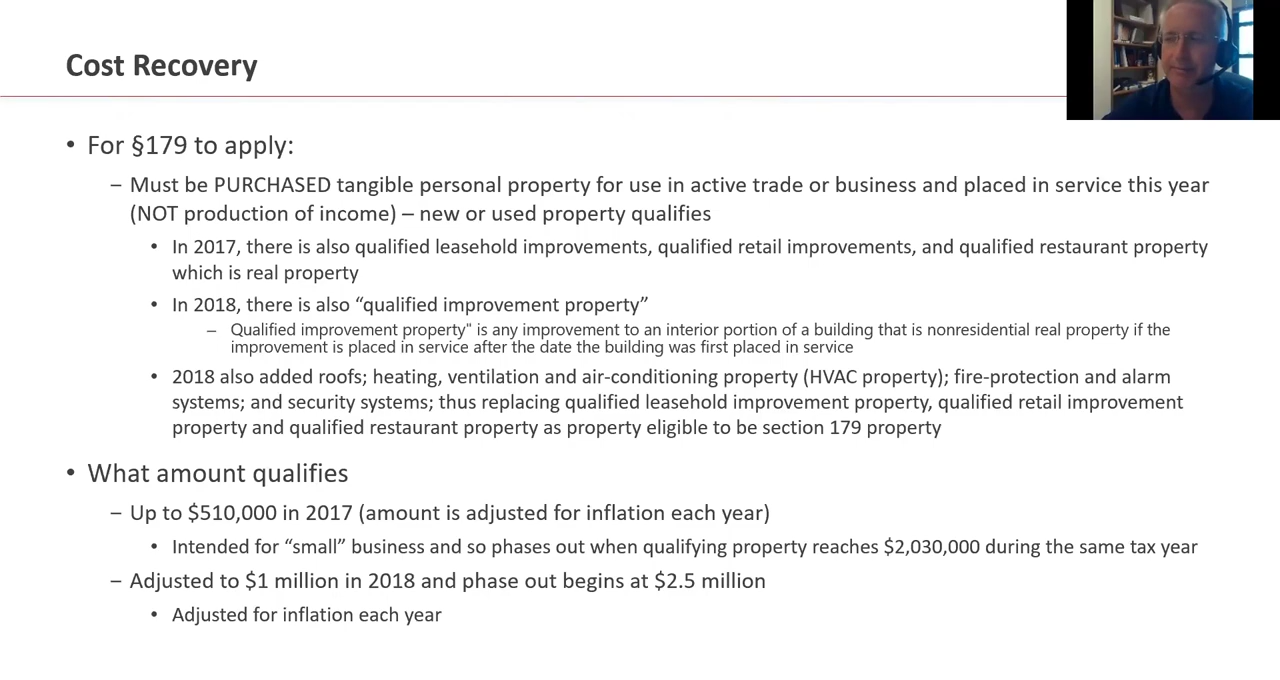 Cost Recovery
• For §179 to apply:
– Must be PURCHASED tangible personal property for use in active trade or business and placed in service this year
(NOT production of income) – new or used property qualifies
• In 2017, there is also qualified leasehold improvements, qualified retail improvements, and qualified restaurant property
which is real property
• In 2018, there is also “qualified improvement property”
– Qualified improvement property" is any improvement to an interior portion of a building that is nonresidential real property if the
improvement is placed in service after the date the building was first placed in service
• 2018 also added roofs; heating, ventilation and air-conditioning property (HVAC property); fire-protection and alarm
systems; and security systems; thus replacing qualified leasehold improvement property, qualified retail improvement
property and qualified restaurant property as property eligible to be section 179 property
• What amount qualifies
– Up to $510,000 in 2017 (amount is adjusted for inflation each year)
• Intended for “small” business and so phases out when qualifying property reaches $2,030,000 during the same tax year
– Adjusted to $1 million in 2018 and phase out begins at $2.5 million
• Adjusted for inflation each year